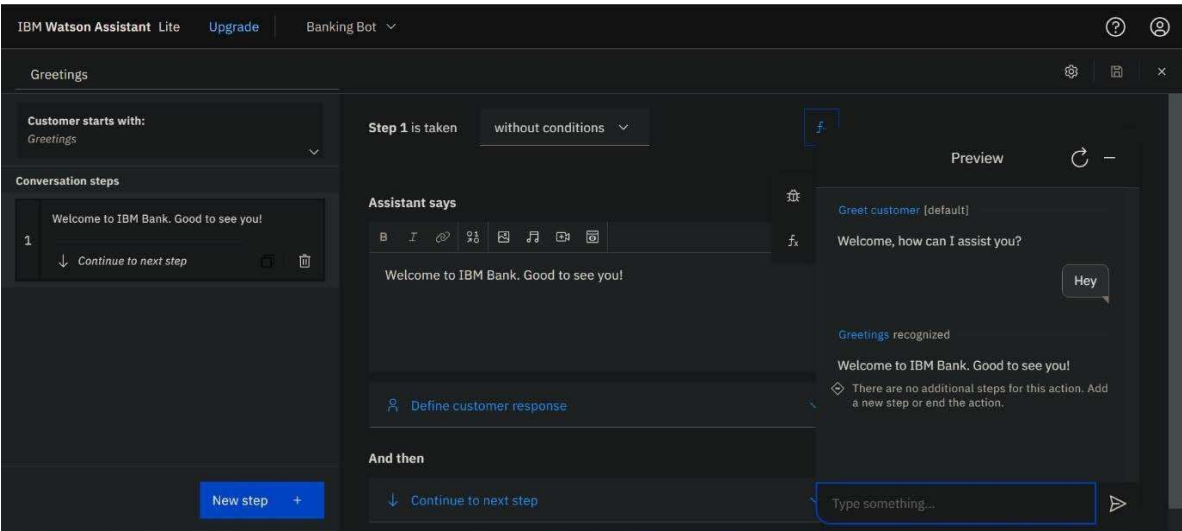 IBM Watson Assistant Lite Upgrade Banking Bot
Greetings
Customer starts with:
Greetings
Conversation steps
1
Welcome to IBM Bank. Good to see you!
Continue to next step
New step +
Step 1 is taken without conditions
Assistant says
B I
Welcome to IBM Bank. Good to see you!
Define customer response
And then
Continue to next step
fx
Preview
Greet customer [default]
Welcome, how can I assist you?
Hey
Greetings recognized
Welcome to IBM Bank. Good to see you!
There are no additional steps for this action. Add
a new step or end the action.
Type something...